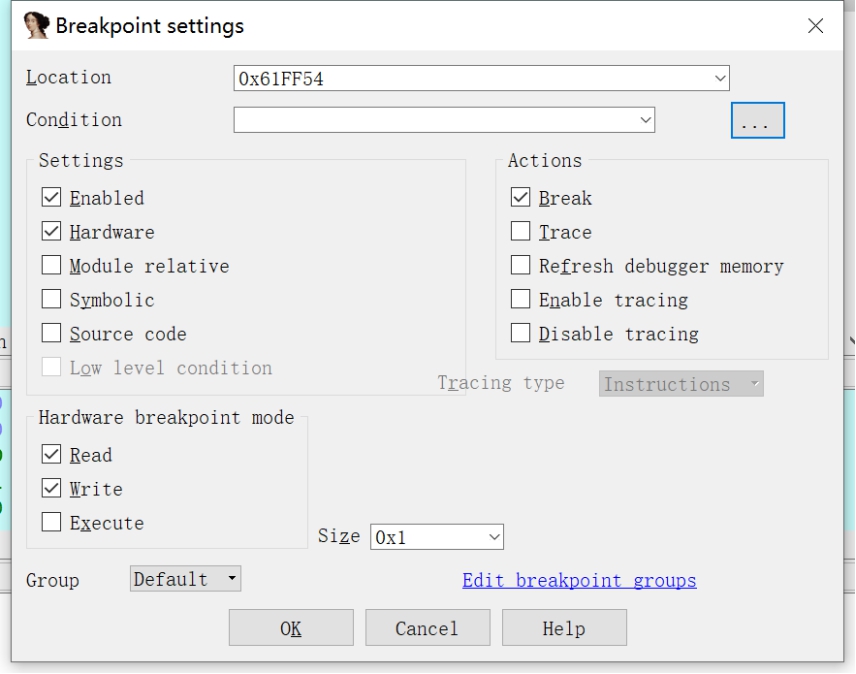 Breakpoint settings
Location 0x61FF54
Condition ...
Settings
Enabled
Hardware
Module relative
Symbolic
Source code
Low level condition
Actions
Break
Trace
Refresh debugger memory
Enable tracing
Disable tracing
Tracing type Instructions
Hardware breakpoint mode
Read
Write
Execute
Size 0x1
Group Default Edit breakpoint groups
OK Cancel Help